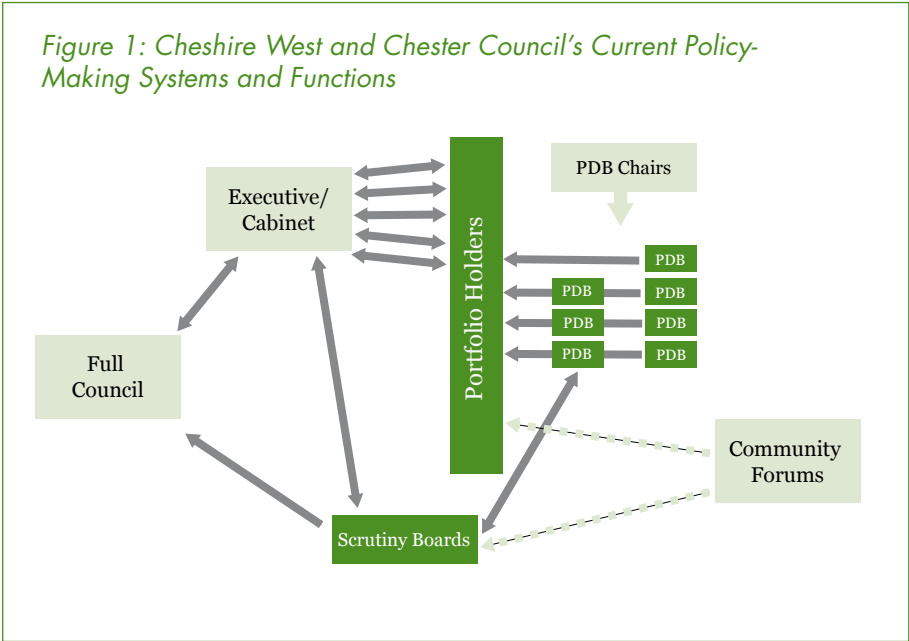 Figure 1: Cheshire West and Chester Council's Current Policy-
Making Systems and Functions
PDB Chairs
Executive/
Cabinet
Portfolio Holders
PDB
PDB PDB
PDB PDB
PDB PDB
Full
Council
Community
Forums
Scrutiny Boards